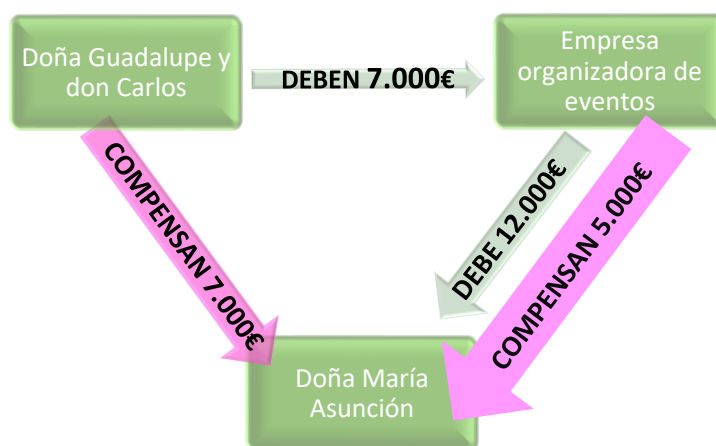 Doña Guadalupe y
don Carlos
DEBEN 7.000€
Empresa
organizadora de
eventos
COMPENSAN 7.000€
DEBE 12.000€
COMPENSAN 5.000€
Doña María
Asunción